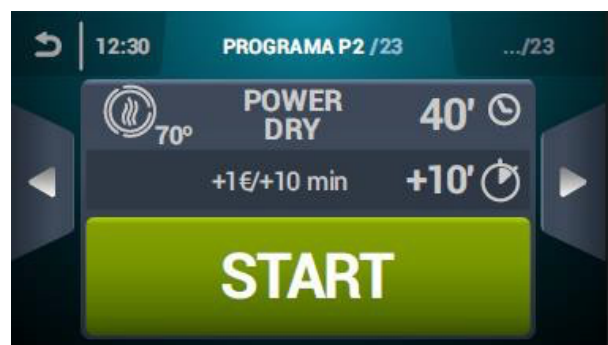 12:30 PROGRAMA P2 /23 .../23
70º POWER DRY 40'
+1€/+10 min +10'
START